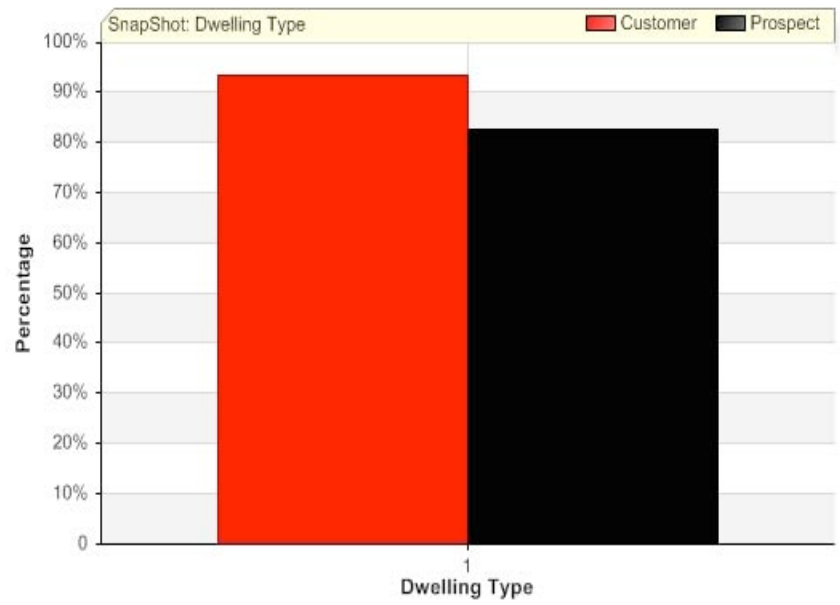 SnapShot: Dwelling Type
Customer
Prospect
100%
90%
80%
70%
60%
50%
40%
30%
20%
10%
0
Percentage
1
Dwelling Type